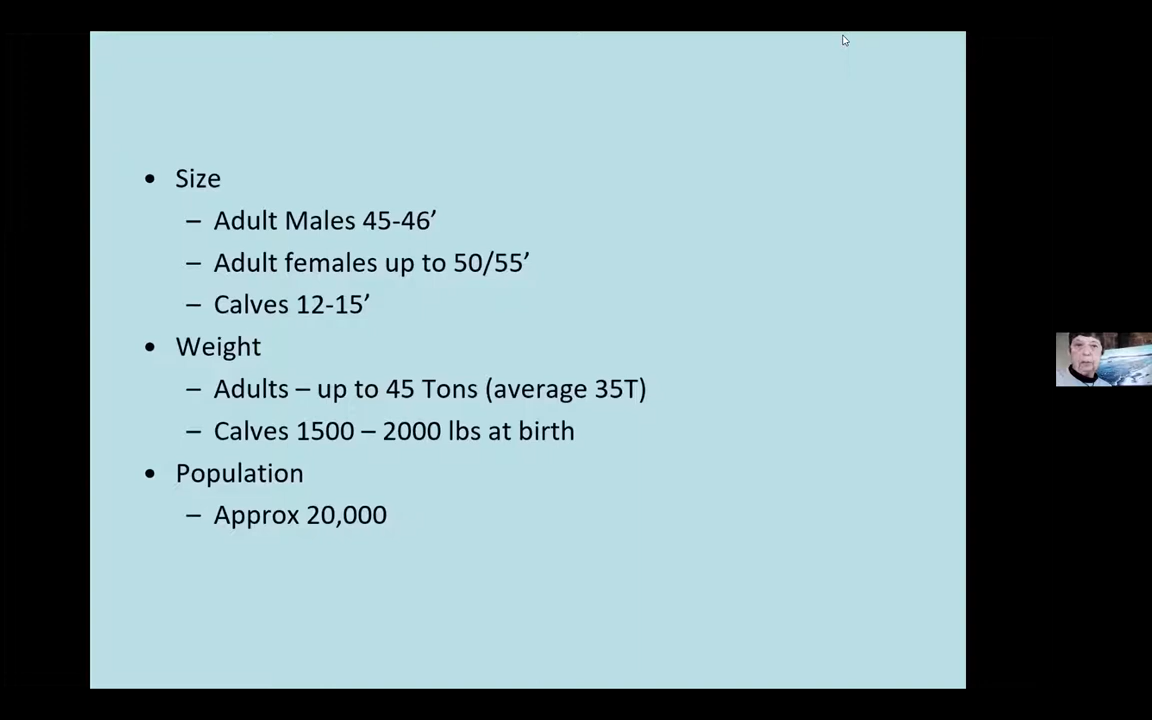 • Size
– Adult Males 45-46’
– Adult females up to 50/55’
– Calves 12-15’
• Weight
– Adults – up to 45 Tons (average 35T)
– Calves 1500 – 2000 lbs at birth
• Population
– Approx 20,000